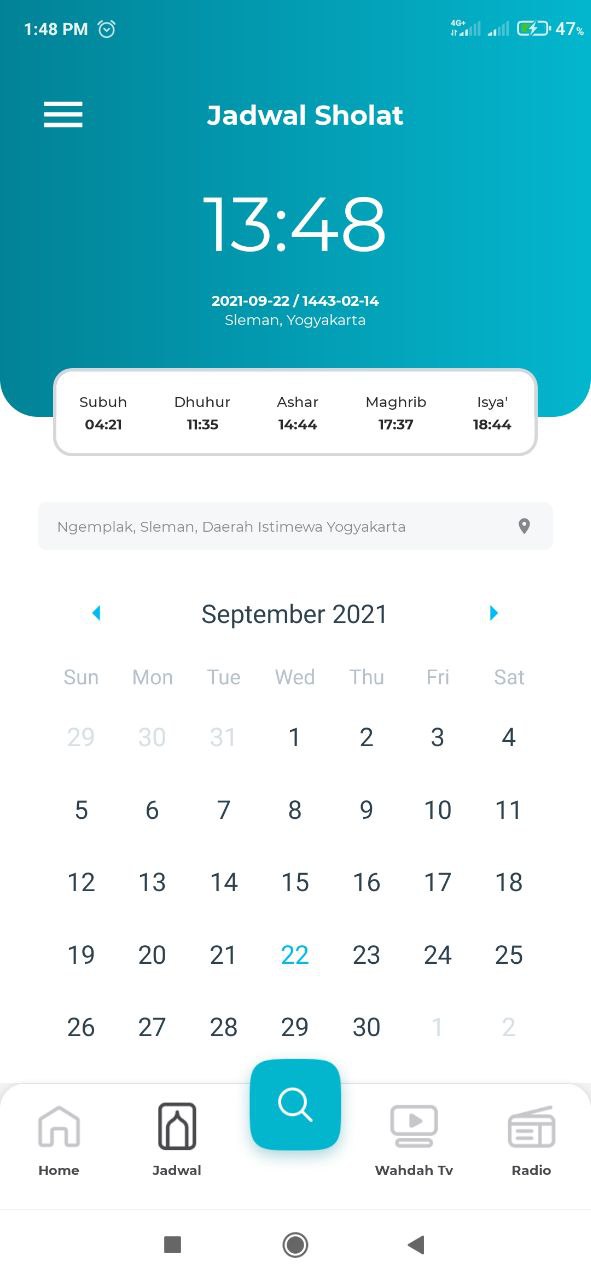 1:48 PM 4G+ 47%
Jadwal Sholat
13:48
2021-09-22 / 1443-02-14
Sleman, Yogyakarta
Subuh Dhuhur Ashar Maghrib Isya'
04:21 11:35 14:44 17:37 18:44
Ngemplak, Sleman, Daerah Istimewa Yogyakarta
September 2021
Sun Mon Tue Wed Thu Fri Sat
29 30 31 1 2 3 4
5 6 7 8 9 10 11
12 13 14 15 16 17 18
19 20 21 22 23 24 25
26 27 28 29 30 1 2
Home Jadwal Wahdah Tv Radio